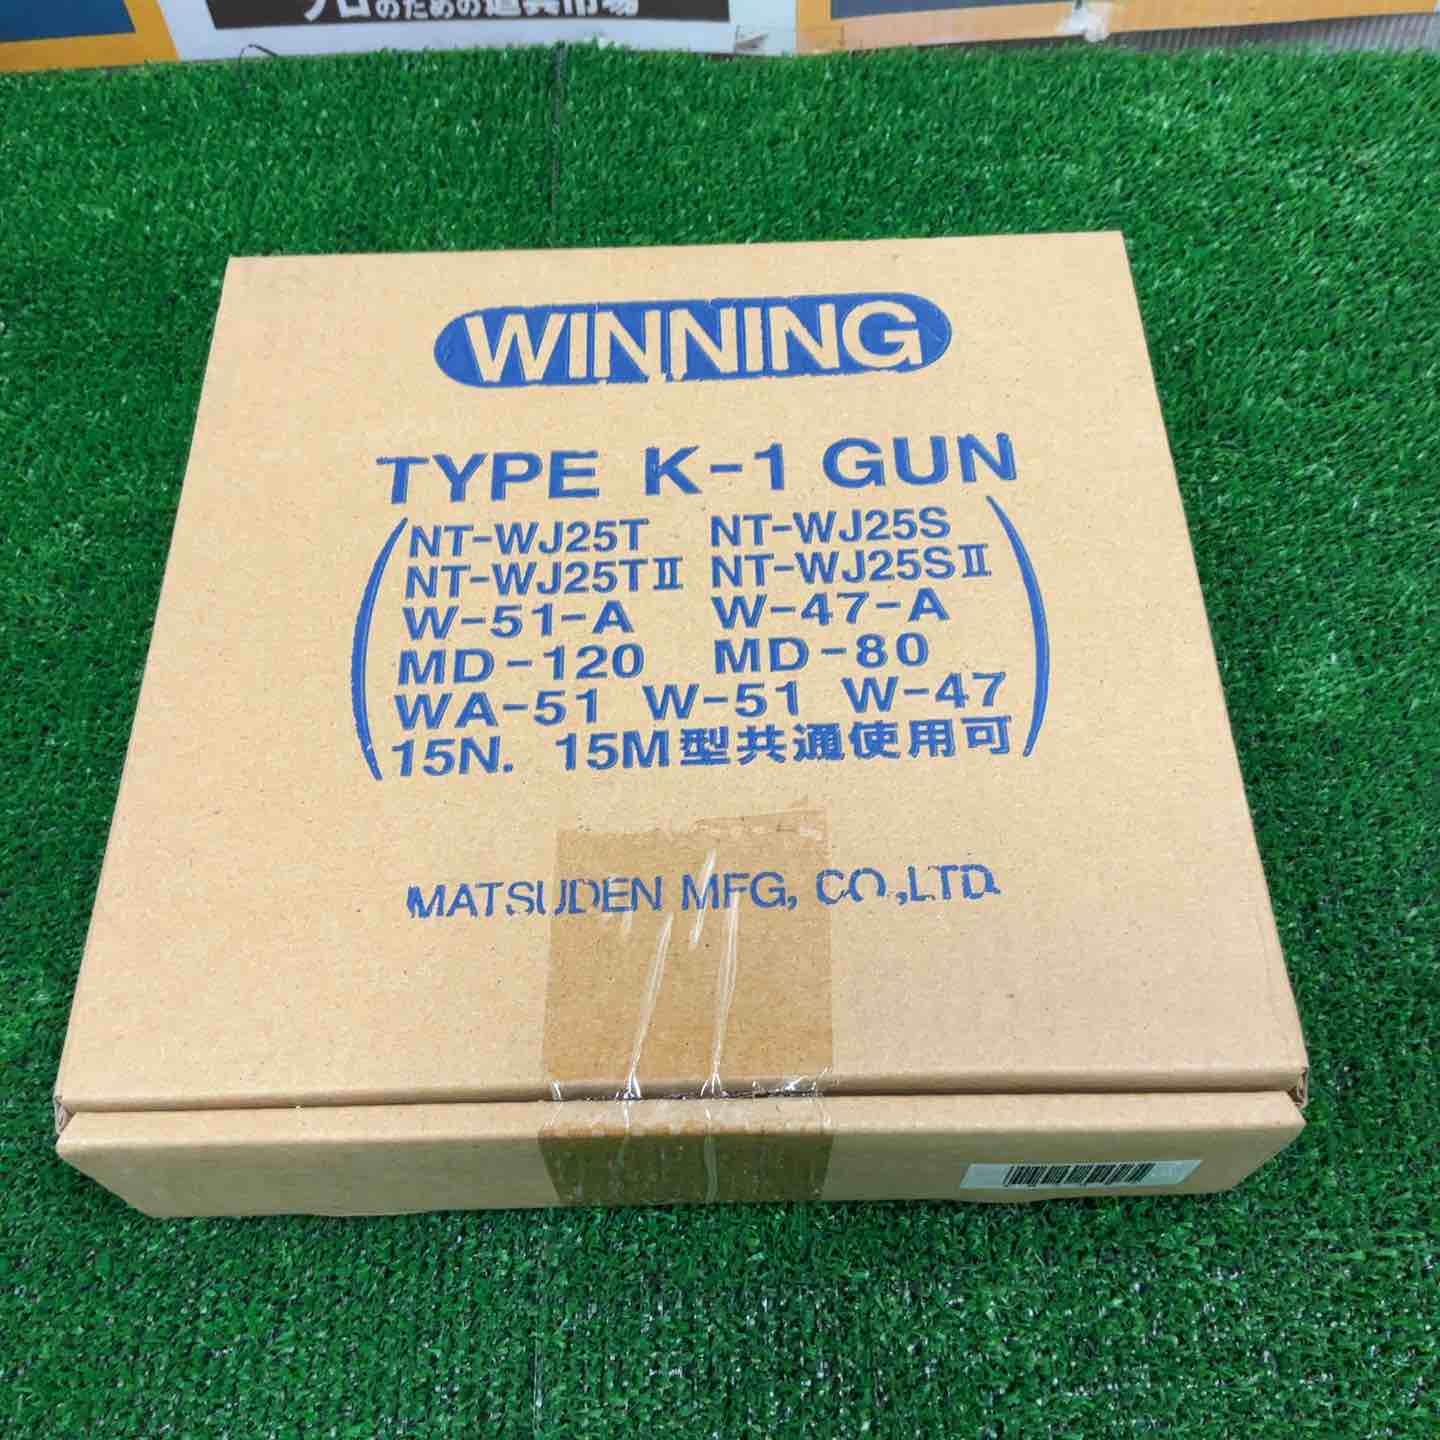 プロのための道具市場
WINNING
TYPE K-1 GUN
NT-WJ25T NT-WJ25S
NT-WJ25TⅡ NT-WJ25SⅡ
W-51-A W-47-A
MD-120 MD-80
WA-51 W-51 W-47
15N. 15M型共通使用可
MATSUDEN MFG, CO.,LTD.